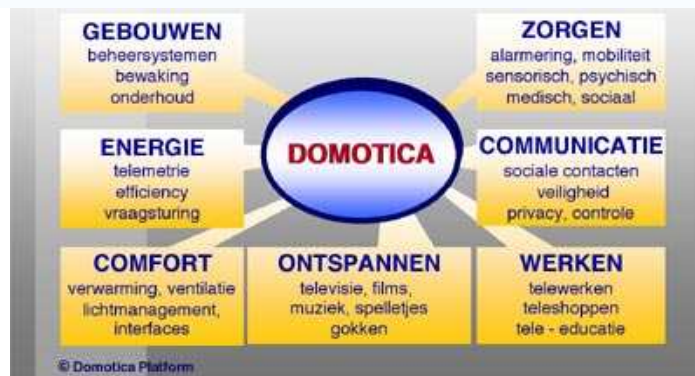 GEBOUWEN
beheersystemen
bewaking
onderhoud
ZORGEN
alarmering, mobiliteit
sensorisch, psychisch
medisch, sociaal
DOMOTICA
ENERGIE
telemetrie
efficiency
vraagsturing
COMMUNICATIE
sociale contacten
veiligheid
privacy, controle
COMFORT
verwarming, ventilatie
lichtmanagement,
interfaces
ONTSPANNEN
televisie, films,
muziek, spelletjes
gokken
WERKEN
telewerken
teleshoppen
tele - educatie
© Domotica Platform